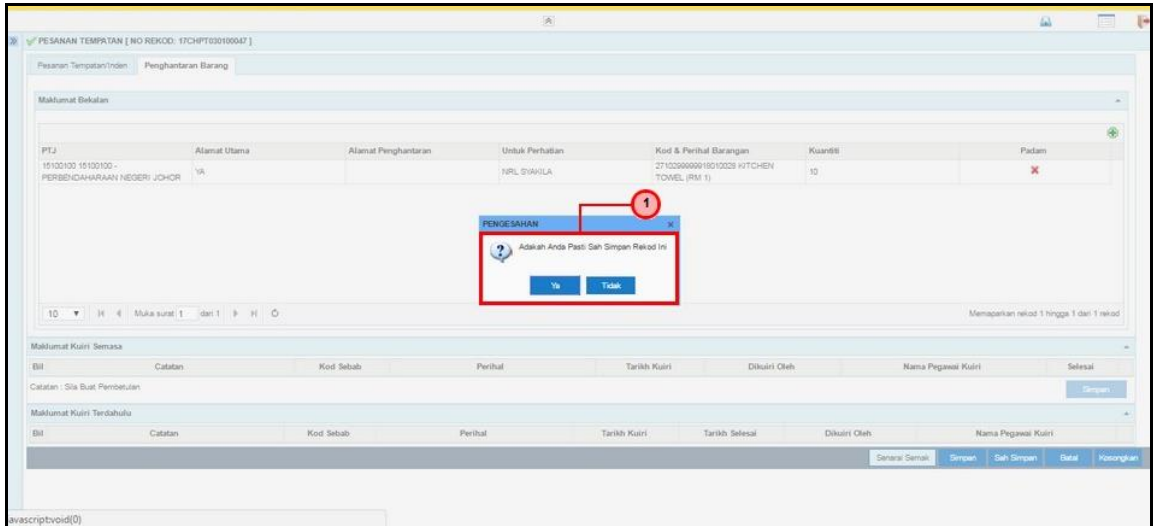 PESANAN TEMPATAN [ NO REKOD: 17CHPT030100047 ]
Pesanan Tempatan/Inden Penghantaran Barang
Maklumat Bekalan
PTJ Alamat Utama Alamat Penghantaran Untuk Perhatian Kod & Perihal Barangan Kuantiti Padam
15100100 15100100 -
PERBENDAHARAAN NEGERI JOHOR
YA
NRL SYAKILA
KITCHEN
TOWEL (RM 1)
10
1
PENGESAHAN
Adakah Anda Pasti Sah Simpan Rekod Ini
Ya Tidak
10 Muka surat 1 dari 1 Memaparkan rekod 1 hingga 1 dari 1 rekod
Maklumat Kuiri Semasa
Bil Catatan Kod Sebab Perihal Tarikh Kuiri Dikuiri Oleh Nama Pegawai Kuiri Selesai
Catatan : Sila Buat Pembetulan Simpan
Maklumat Kuiri Terdahulu
Bil Catatan Kod Sebab Perihal Tarikh Kuiri Tarikh Selesai Dikuiri Oleh Nama Pegawai Kuiri
Senarai Semak Simpan Sah Simpan Batal Kosongkan
avascript:void(0)